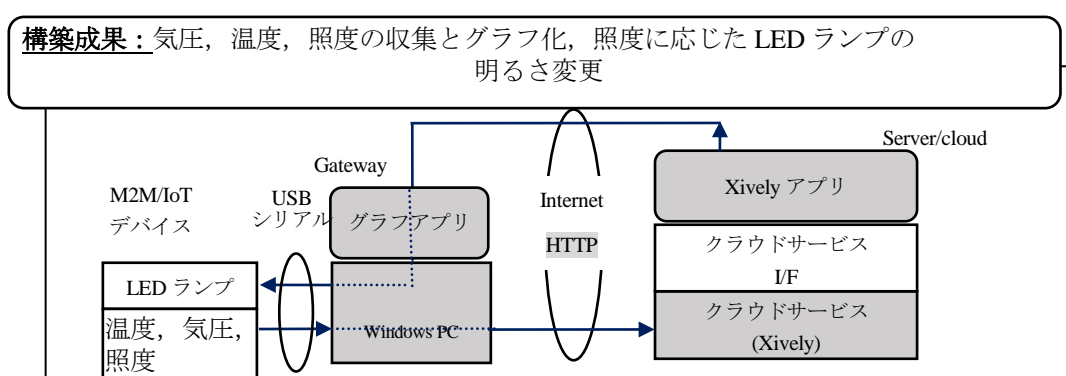 構築成果：気圧，温度，照度の収集とグラフ化，照度に応じた LED ランプの
明るさ変更
Server/cloud
Gateway
M2M/IoT
デバイス
USB
シリアル
グラフアプリ
Internet
HTTP
Xively アプリ
クラウドサービス
I/F
クラウドサービス
(Xively)
LED ランプ
温度，気圧，
照度
Windows PC